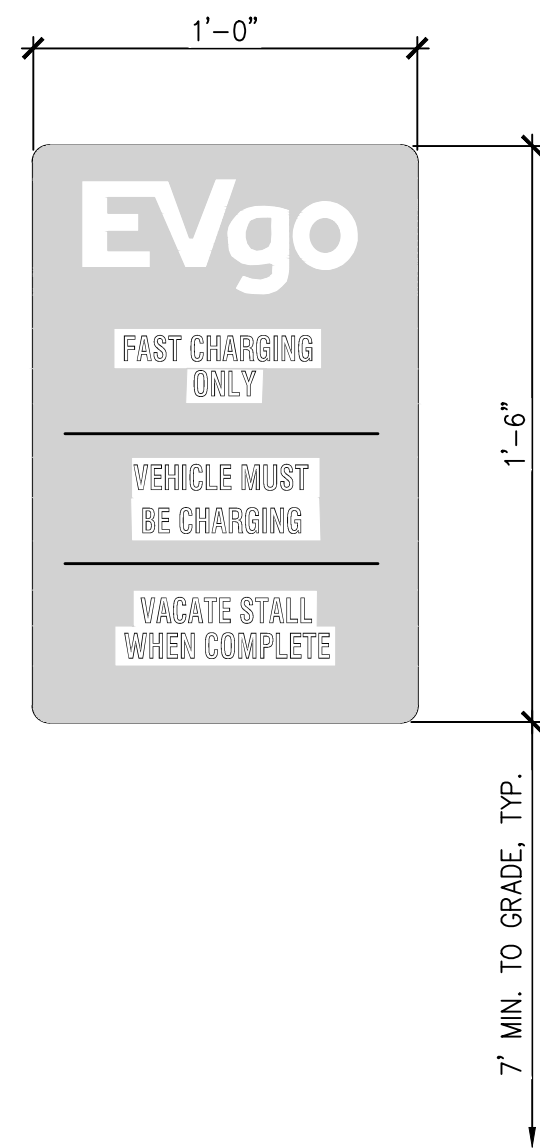 1'-0"
EVgo
FAST CHARGING
ONLY
VEHICLE MUST
BE CHARGING
VACATE STALL
WHEN COMPLETE
1'-6"
7' MIN. TO GRADE, TYP.